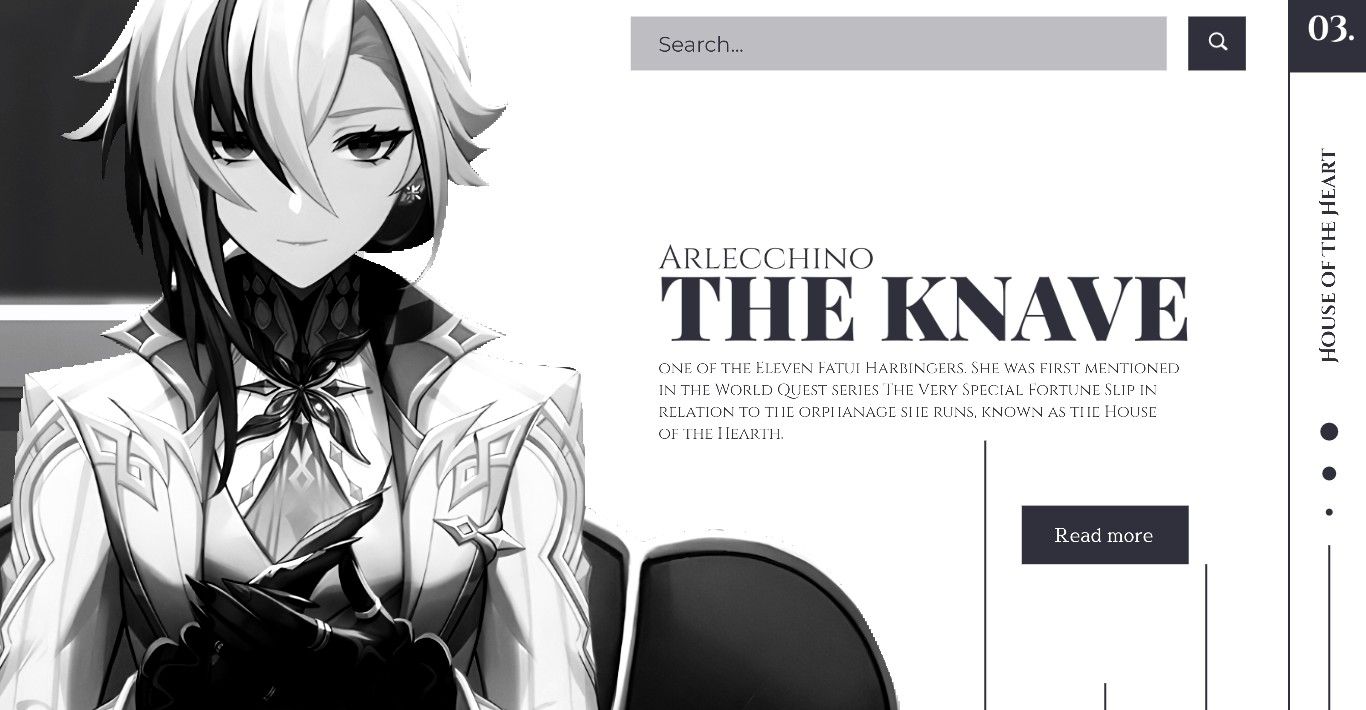 Search...
03.
Arlecchino
THE KNAVE
one of the Eleven Fatui Harbingers. She was first mentioned
in the World Quest series The Very Special Fortune Slip in
relation to the orphanage she runs, known as the House
of the Hearth.
Read more
House of the Heart